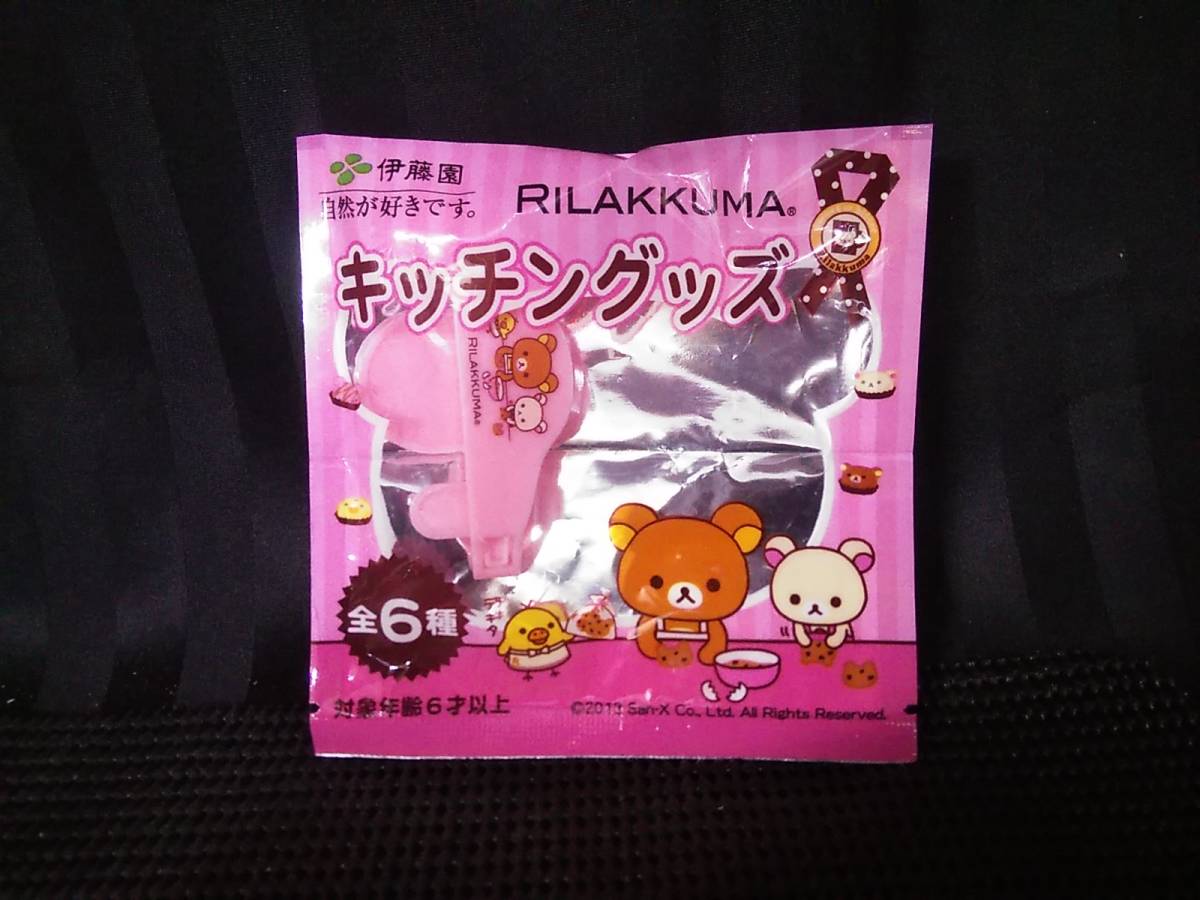 伊藤園
自然が好きです。
RILAKKUMA®
Rilakkuma
キッチングッズ
RILAKKUMA®
全6種
対象年齢6才以上
©2013 San-X Co., Ltd. All Rights Reserved.